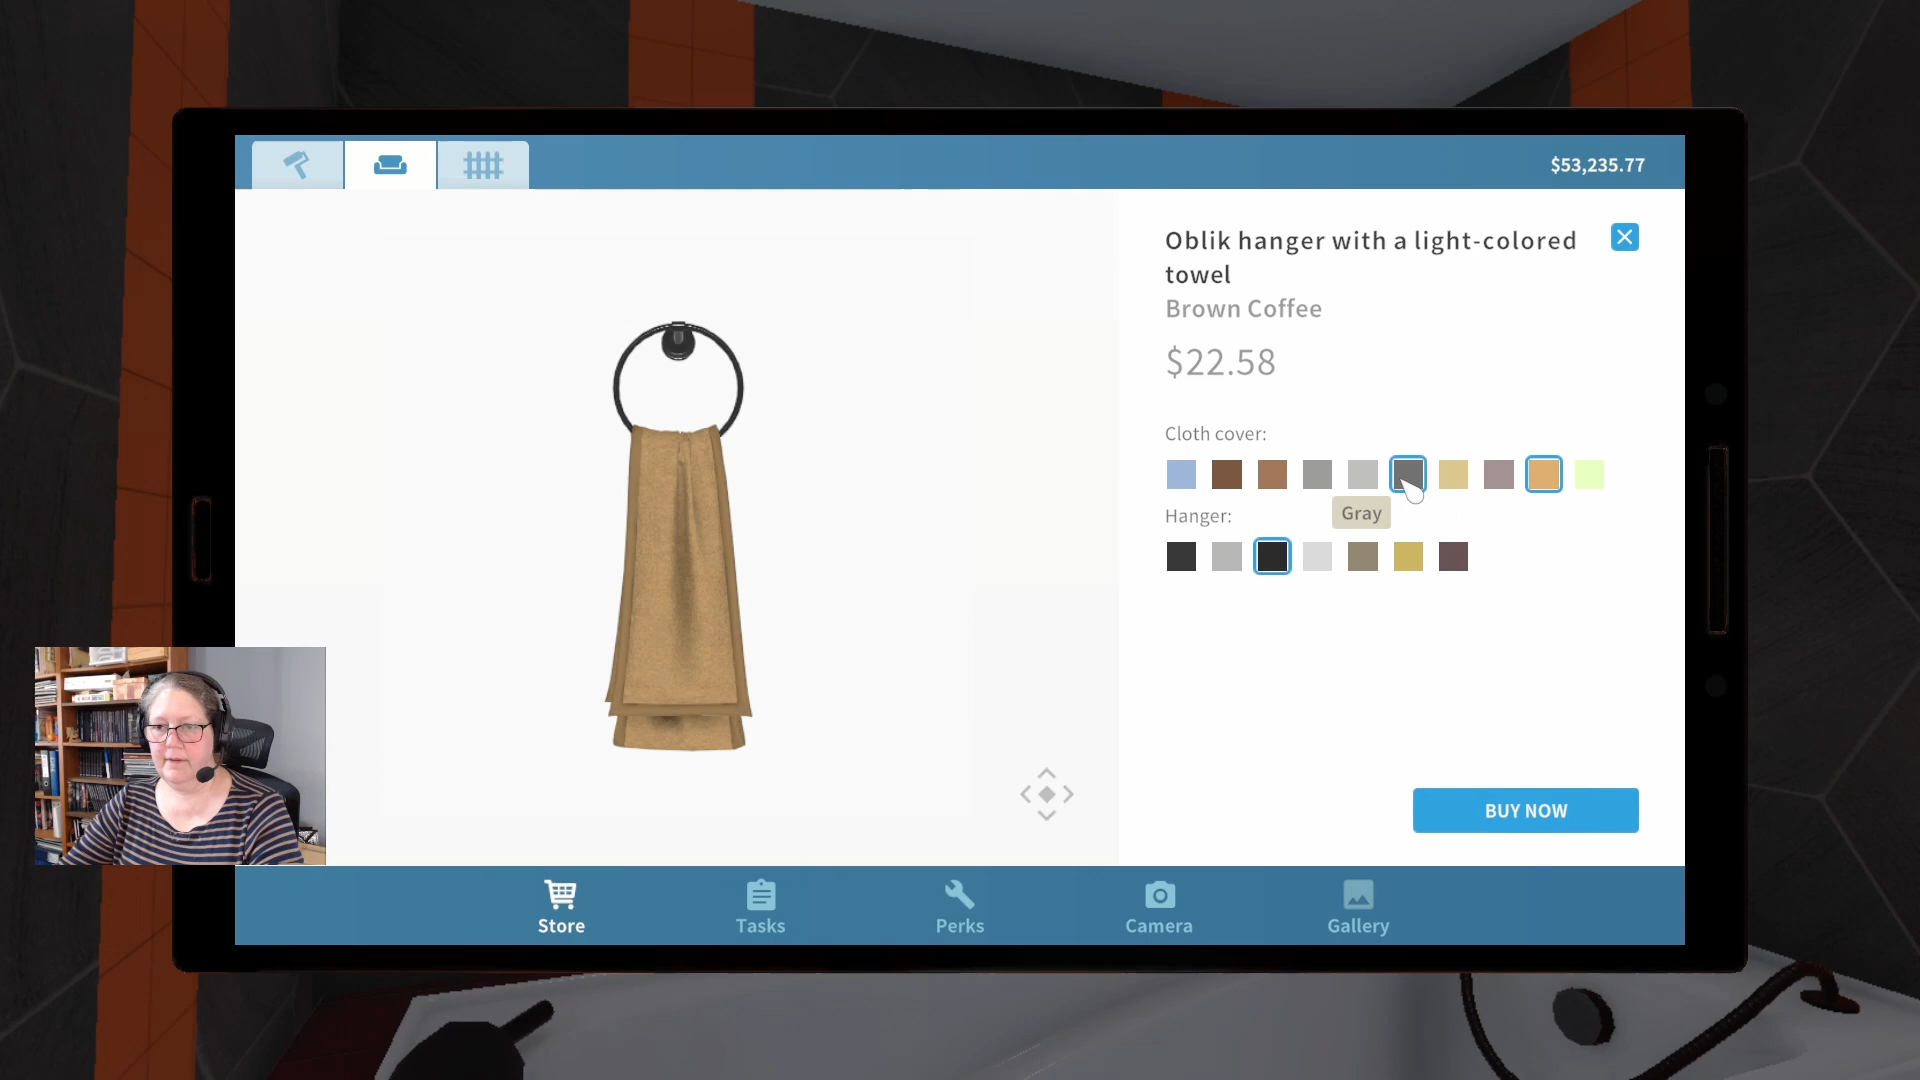 $53,235.77
Oblik hanger with a light-colored
towel
Brown Coffee
$22.58
Cloth cover:
Gray
Hanger:
BUY NOW
Store
Tasks
Perks
Camera
Gallery